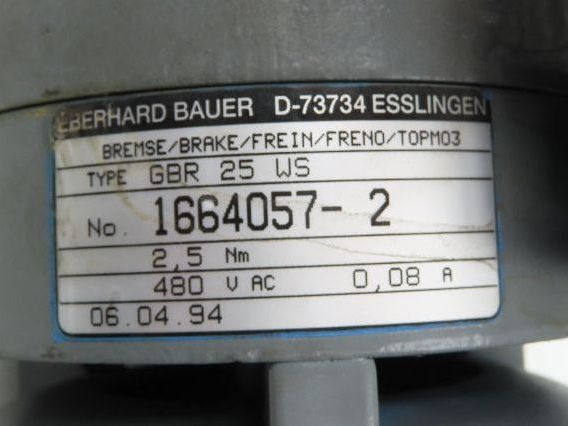 EBERHARD BAUER D-73734 ESSLINGEN
BREMSE/BRAKE/FREIN/FRENO/TOPMO3
TYPE GBR 25 WS
No. 1664057- 2
2,5 Nm
480 V AC 0,08 A
06.04.94